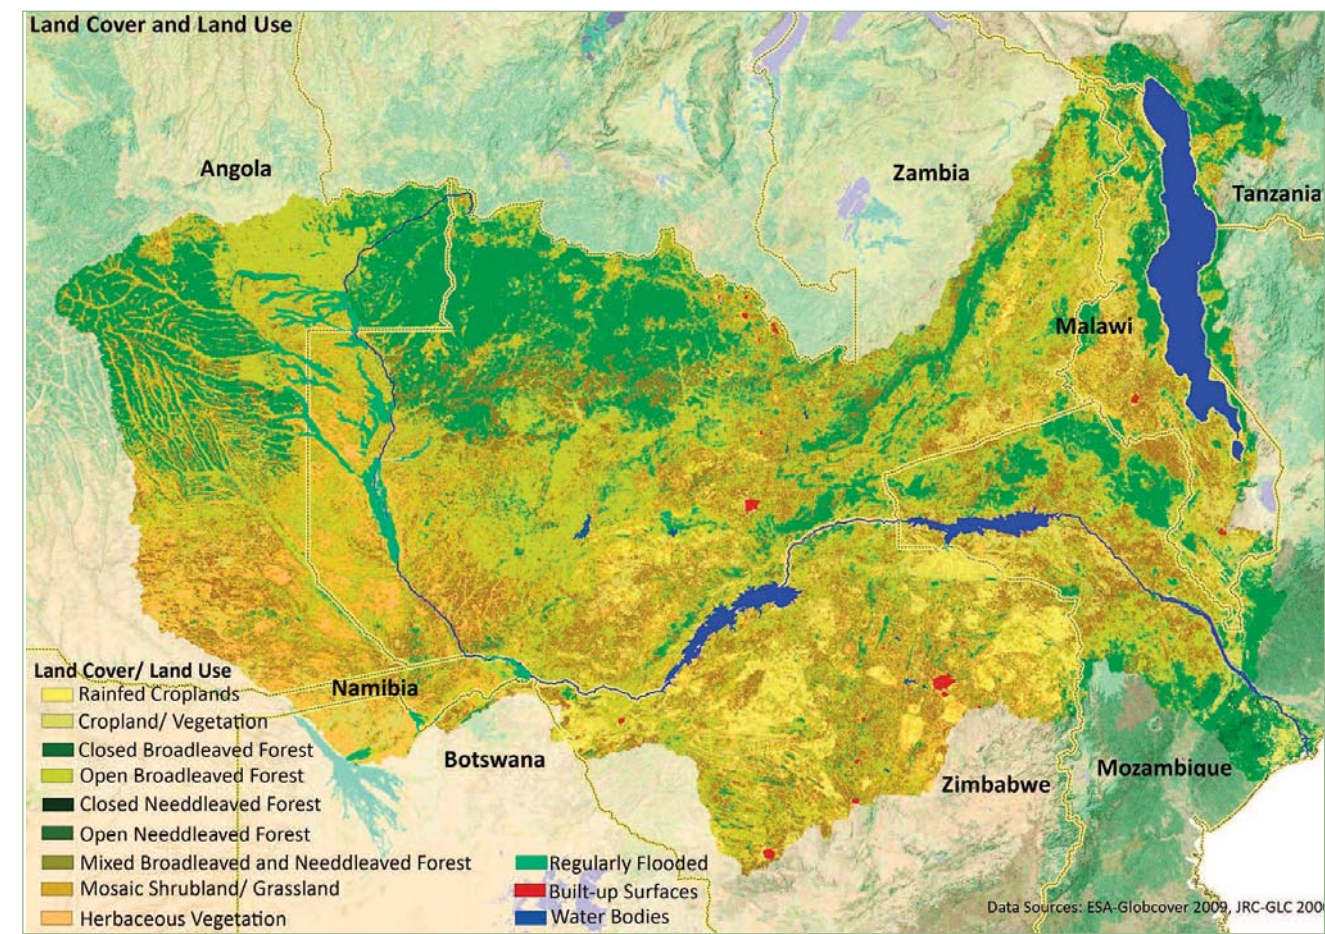 Land Cover and Land Use
Angola
Zambia
Tanzania
Malawi
Namibia
Botswana
Zimbabwe
Mozambique
Land Cover/ Land Use
Rainfed Croplands
Cropland/ Vegetation
Closed Broadleaved Forest
Open Broadleaved Forest
Closed Needdleaved Forest
Open Needdleaved Forest
Mixed Broadleaved and Needdleaved Forest
Mosaic Shrubland/ Grassland
Herbaceous Vegetation
Regularly Flooded
Built-up Surfaces
Water Bodies
Data Sources: ESA-Globcover 2009, JRC-GLC 200